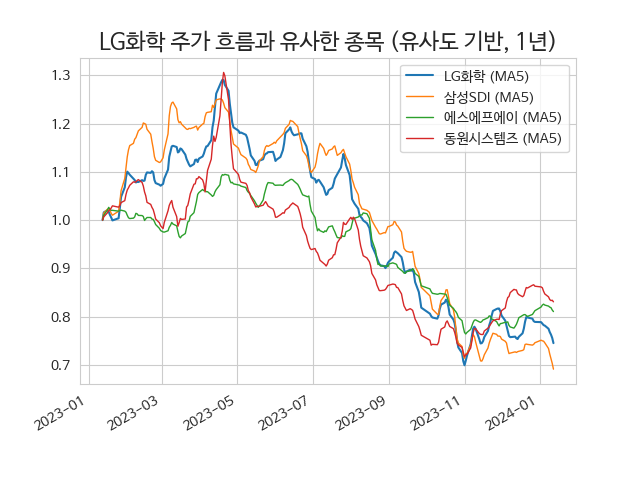 LG화학 주가 흐름과 유사한 종목 (유사도 기반, 1년)
LG화학 (MA5)
삼성SDI (MA5)
에스에프에이 (MA5)
동원시스템즈 (MA5)
1.3
1.2
1.1
1.0
0.9
0.8
0.7
2023-01
2023-03
2023-05
2023-07
2023-09
2023-11
2024-01